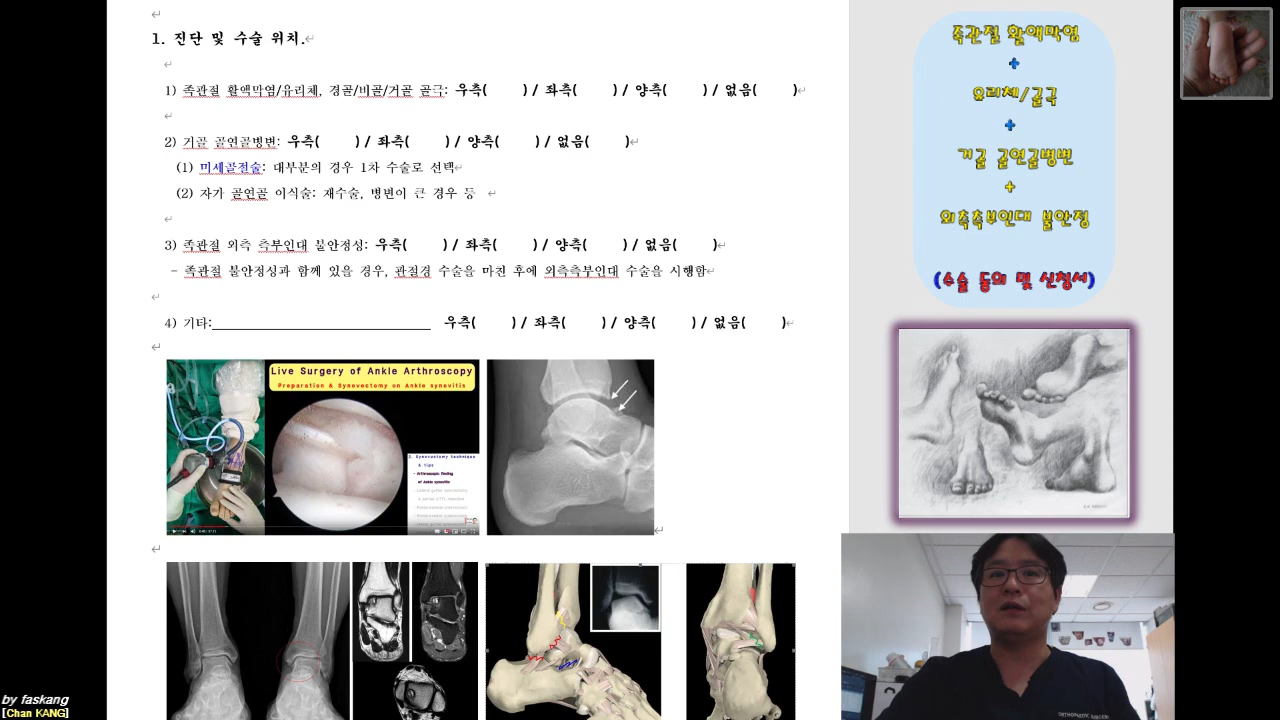 1. 진단 및 수술 위치.
1) 족관절 활액막염/유리체, 경골/비골/거골 골극: 우측( ) / 좌측( ) / 양측( ) / 없음( )
2) 거골 골연골병변: 우측( ) / 좌측( ) / 양측( ) / 없음( )
(1) 미세골전술: 대부분의 경우 1차 수술로 선택
(2) 자가 골연골 이식술: 재수술, 병변이 큰 경우 등
3) 족관절 외측 측부인대 불안정성: 우측( ) / 좌측( ) / 양측( ) / 없음( )
- 족관절 불안정성과 함께 있을 경우, 관절경 수술을 마친 후에 외측측부인대 수술을 시행함
4) 기타: 우측( ) / 좌측( ) / 양측( ) / 없음( )
Live Surgery of Ankle Arthroscopy
Preparation & Synovectomy on Ankle synovitis
2. Synovectomy technique
& tips
- Arthroscopic finding
of Ankle synovitis
족관절 활액막염
+
유리체/골극
+
거골 골연골병변
+
외측측부인대 불안정
(수술 동의 및 신청서)
by faskang
[Chan KANG]